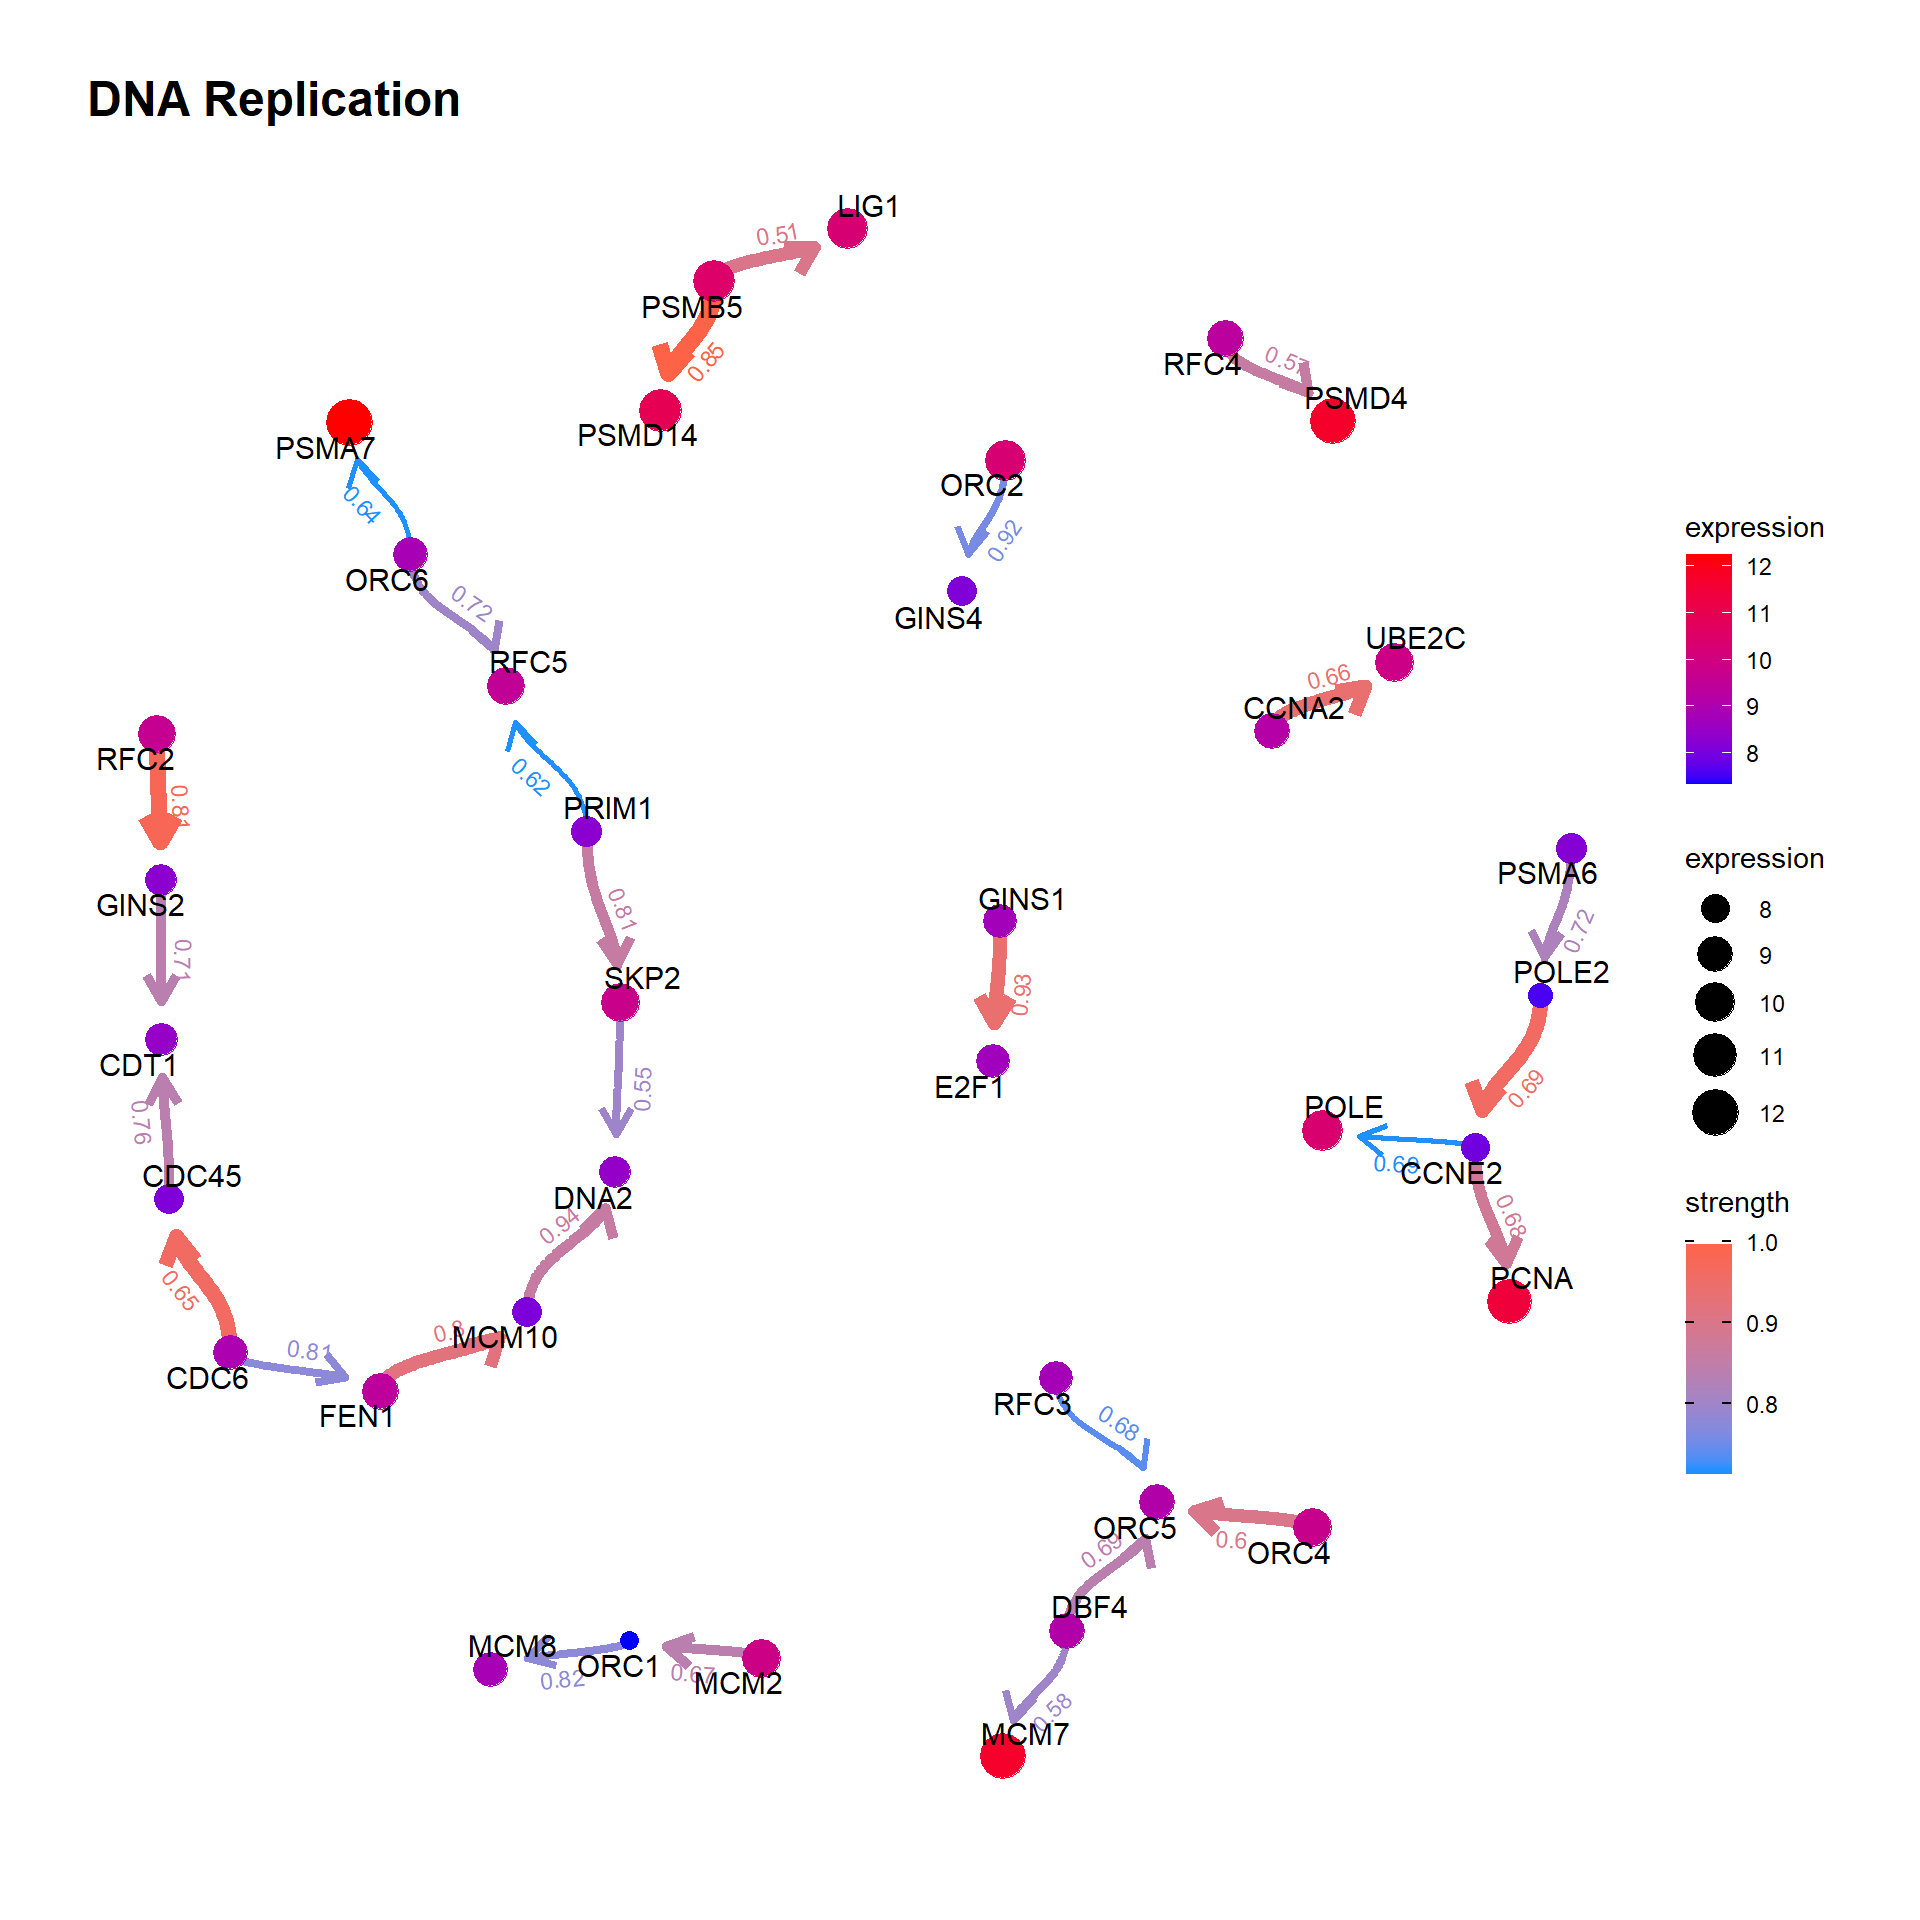 DNA Replication
LIG1
0.51
PSMB5
0.85
PSMD14
RFC4
0.57
PSMD4
PSMA7
0.64
ORC6
0.72
RFC5
ORC2
0.92
GINS4
UBE2C
0.66
CCNA2
RFC2
0.81
GINS2
0.71
CDT1
0.76
CDC45
0.65
CDC6
0.81
FEN1
0.8
MCM10
0.94
DNA2
0.55
SKP2
0.81
PRIM1
0.62
GINS1
0.93
E2F1
PSMA6
0.72
POLE2
0.69
POLE
0.69
CCNE2
0.68
PCNA
RFC3
0.68
ORC5
0.6
ORC4
0.69
DBF4
0.58
MCM7
MCM8
0.82
ORC1
0.67
MCM2
expression
12
11
10
9
8
expression
8
9
10
11
12
strength
1.0
0.9
0.8